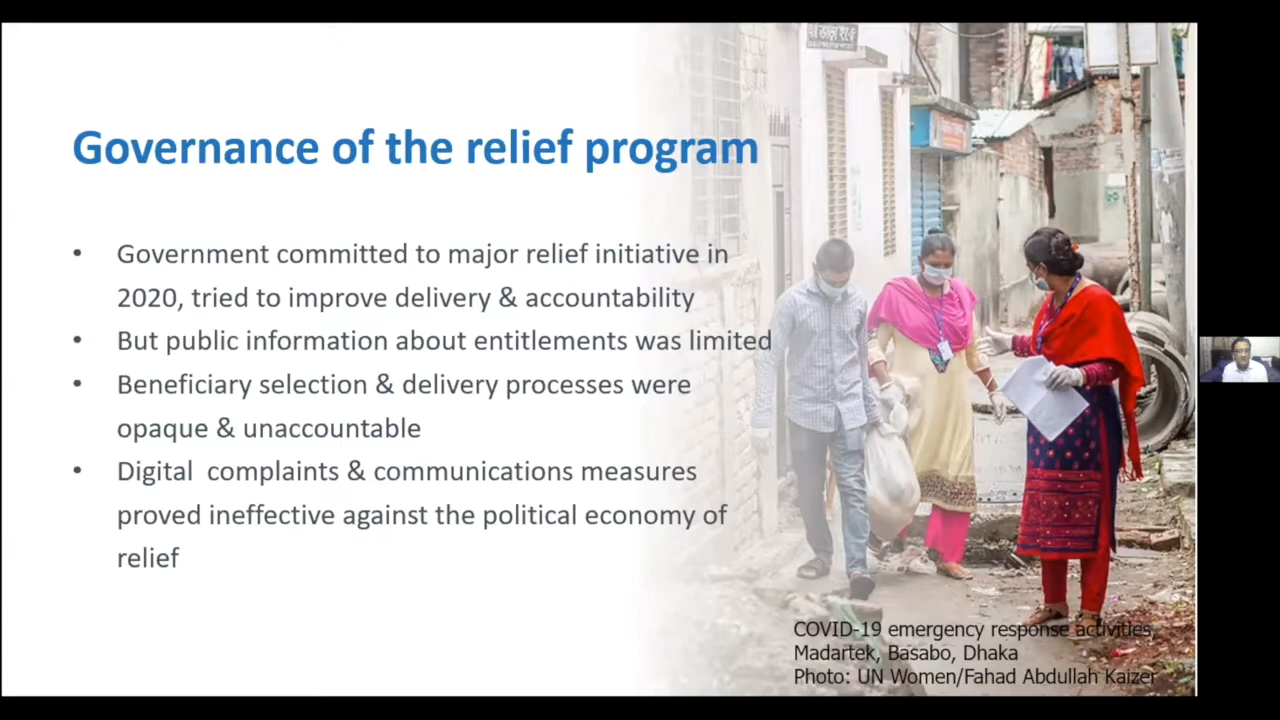 ভাড়া হবে
Governance of the relief program
• Government committed to major relief initiative in
2020, tried to improve delivery & accountability
• But public information about entitlements was limited
• Beneficiary selection & delivery processes were
opaque & unaccountable
• Digital complaints & communications measures
proved ineffective against the political economy of
relief
COVID-19 emergency response activities,
Madartek, Basabo, Dhaka
Photo: UN Women/Fahad Abdullah Kaizer